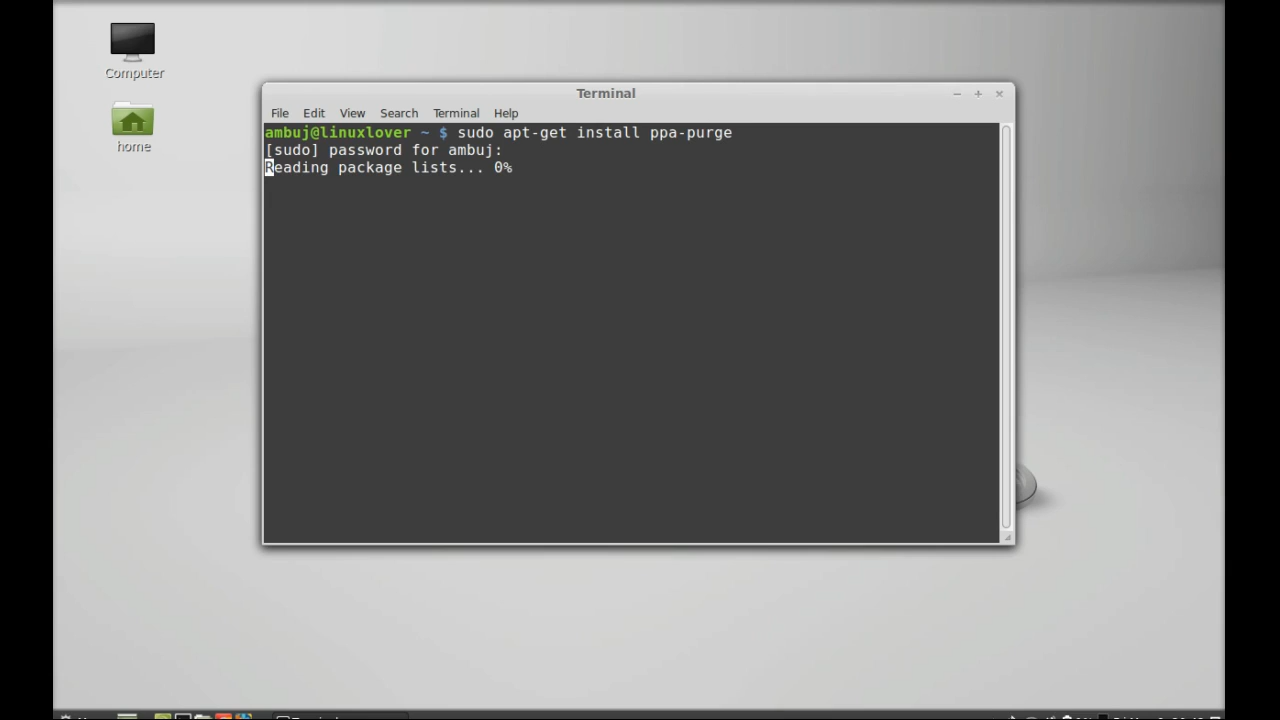 Computer
home
Terminal
File Edit View Search Terminal Help
ambuj@linuxlover ~ $ sudo apt-get install ppa-purge
[sudo] password for ambuj:
Reading package lists... 0%